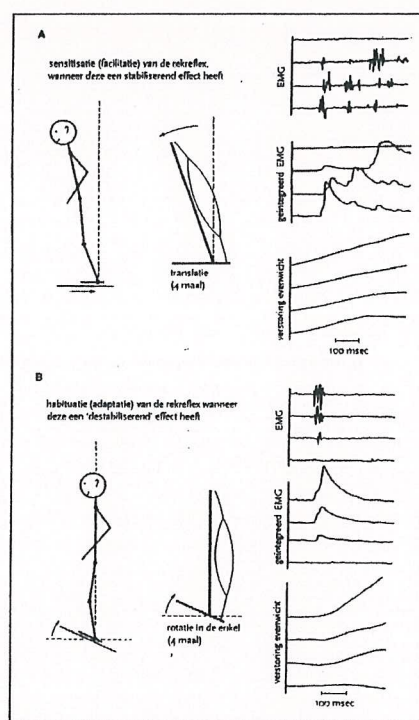 A
sensitisatie (facilitatie) van de rekreflex,
wanneer deze een stabiliserend effect heeft
translatie
(4 maal)
EMG
geïntegreerd EMG
verstoring evenwicht
100 msec
B
habituatie (adaptatie) van de rekreflex wanneer
deze een 'destabiliserend' effect heeft
rotatie in de enkel
(4 maal)
EMG
geïntegreerd EMG
verstoring evenwicht
100 msec